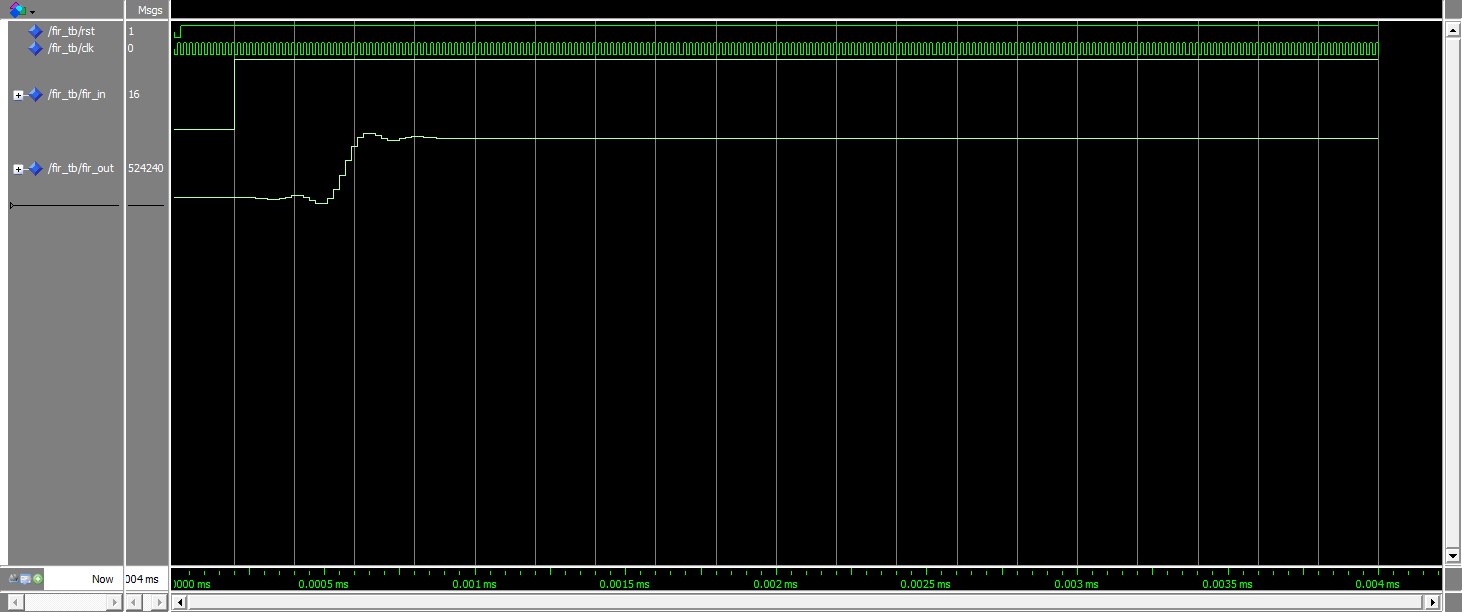 Msgs
/fir_tb/rst 1
/fir_tb/clk 0
/fir_tb/fir_in 16
/fir_tb/fir_out 524240
Now 004 ms
0000 ms 0.0005 ms 0.001 ms 0.0015 ms 0.002 ms 0.0025 ms 0.003 ms 0.0035 ms 0.004 ms